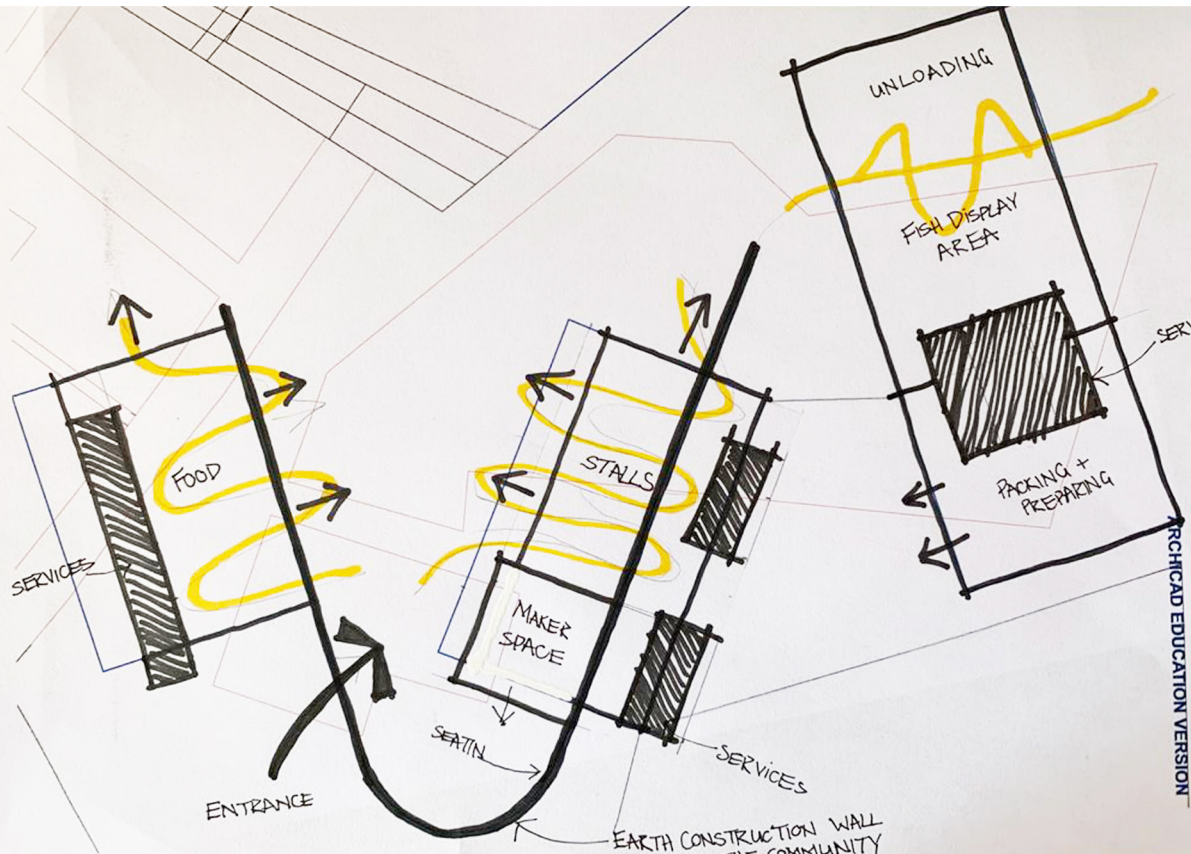 UNLOADING
FISH DISPLAY
AREA
SERV
PACKING +
PREPARING
FOOD
STALLS
SERVICES
MAKER
SPACE
SEATIN
SERVICES
ENTRANCE
EARTH CONSTRUCTION WALL
THE COMMUNITY
ARCHICAD EDUCATION VERSION